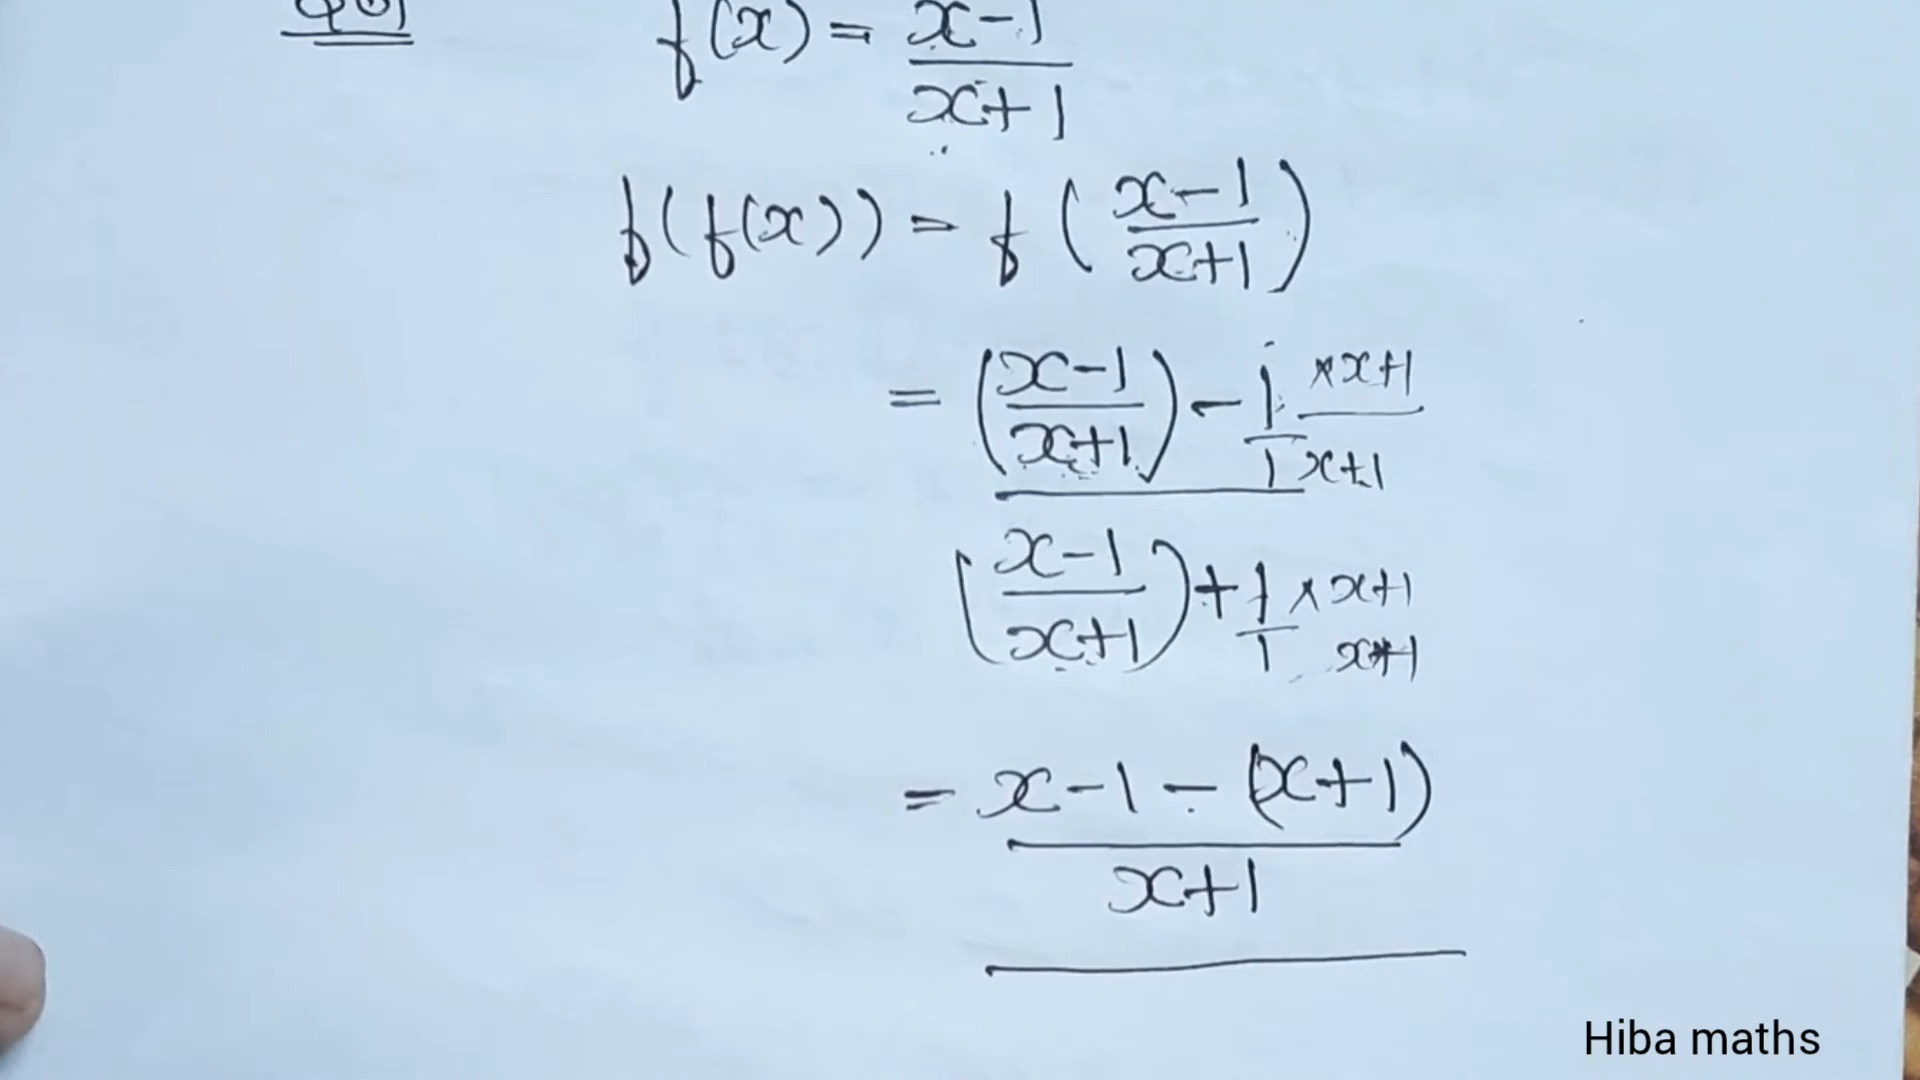 f(x) = x-1 / x+1
f(f(x)) = f(x-1 / x+1)
= (x-1 / x+1) - 1/1 × x+1 / x+1
(x-1 / x+1) + 1/1 × x+1 / x+1
= x-1-(x+1) / x+1
Hiba maths